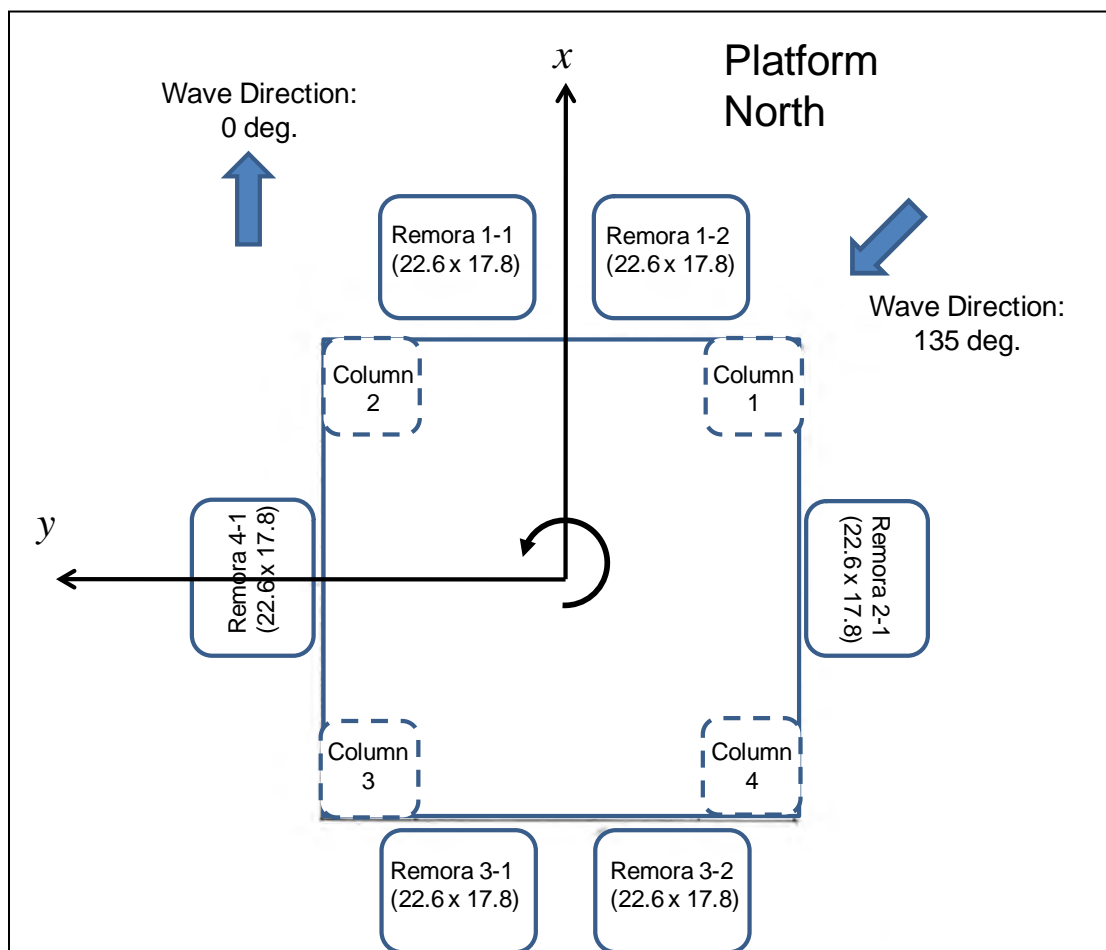 x
Platform
North
Wave Direction:
0 deg.
Remora 1-1
(22.6 x 17.8)
Remora 1-2
(22.6 x 17.8)
Wave Direction:
135 deg.
Column
2
Column
1
y
Remora 4-1
(22.6 x 17.8)
Remora 2-1
(22.6 x 17.8)
Column
3
Column
4
Remora 3-1
(22.6 x 17.8)
Remora 3-2
(22.6 x 17.8)